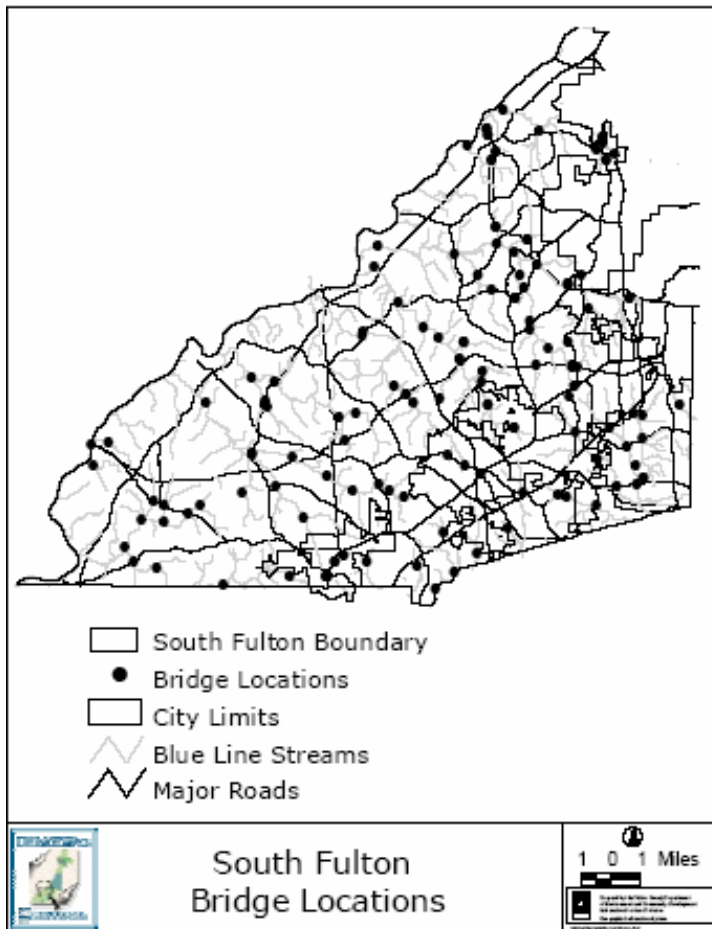 South Fulton Boundary
Bridge Locations
City Limits
Blue Line Streams
Major Roads
South Fulton
Bridge Locations
1 0 1 Miles